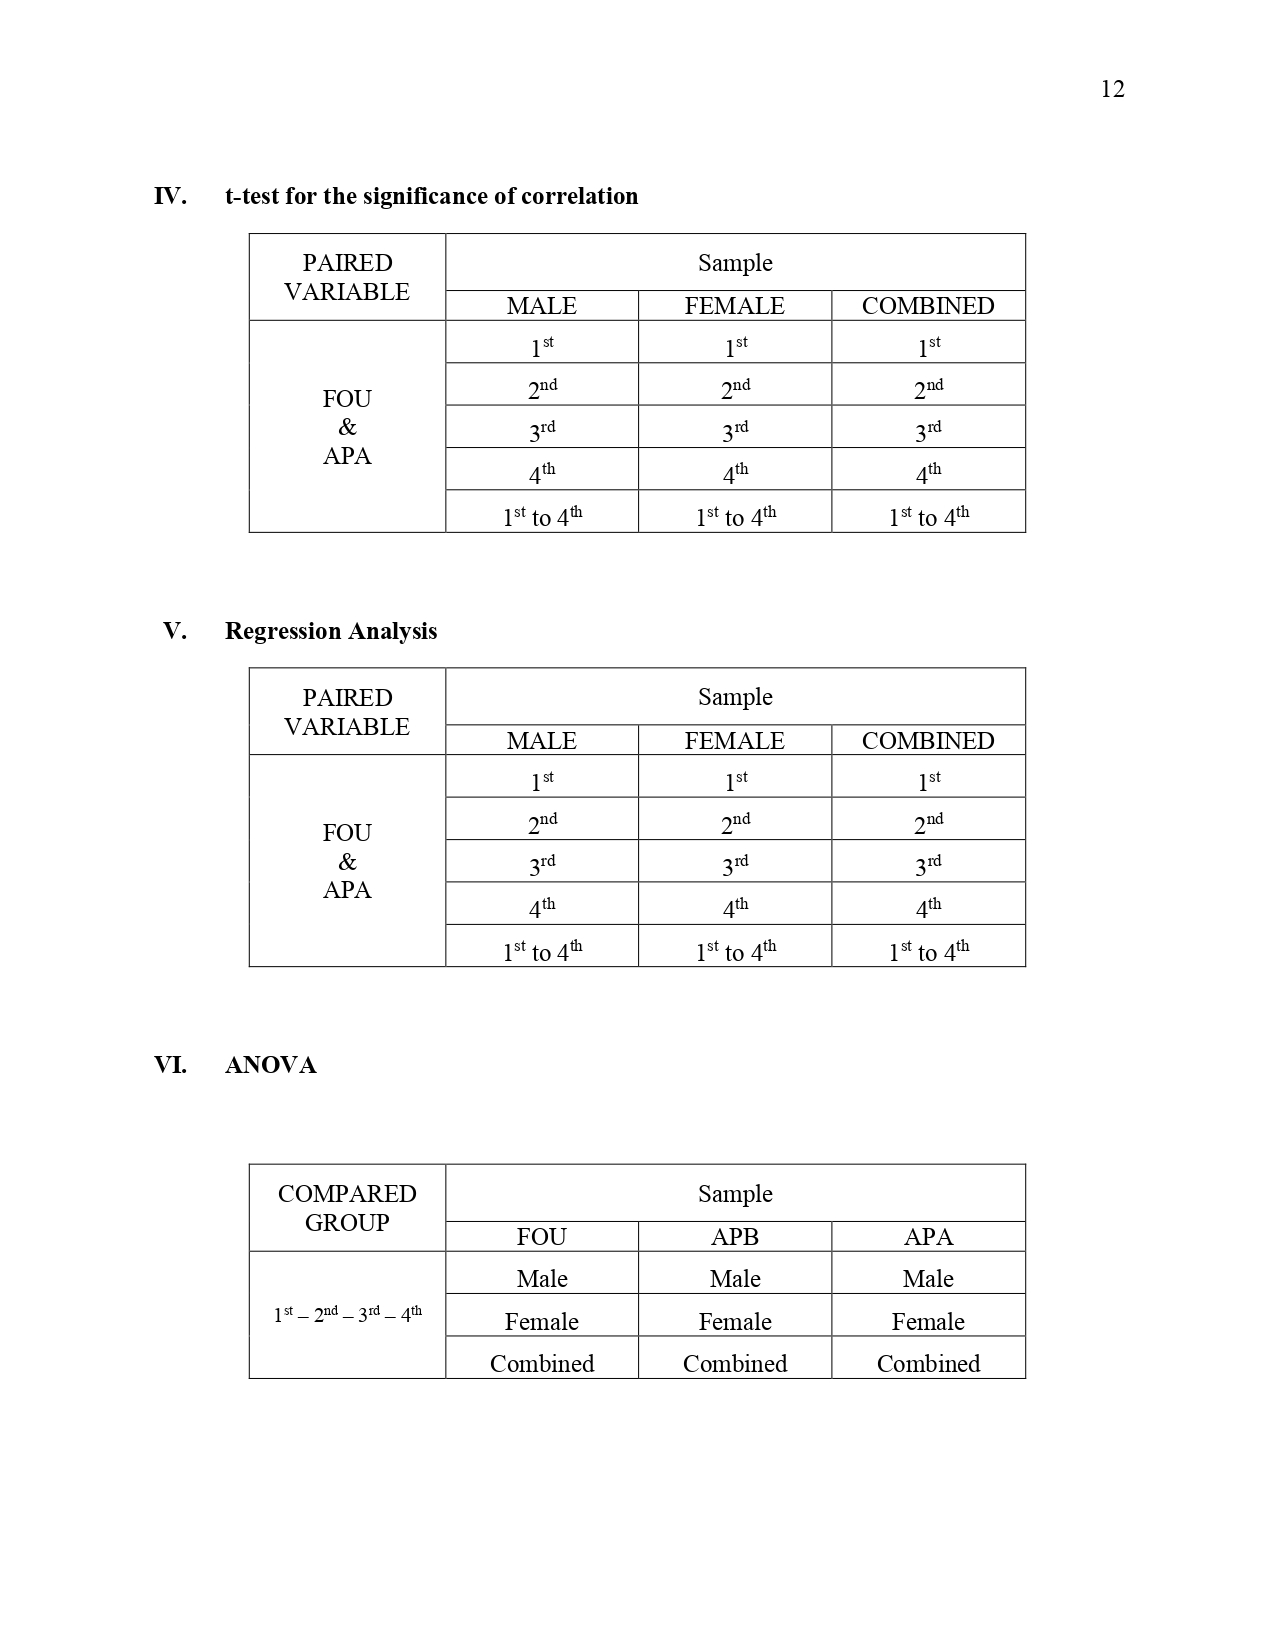 12
IV. t-test for the significance of correlation
PAIRED VARIABLE Sample
MALE FEMALE COMBINED
FOU & APA
1st 1st 1st
2nd 2nd 2nd
3rd 3rd 3rd
4th 4th 4th
1st to 4th 1st to 4th 1st to 4th
V. Regression Analysis
PAIRED VARIABLE Sample
MALE FEMALE COMBINED
FOU & APA
1st 1st 1st
2nd 2nd 2nd
3rd 3rd 3rd
4th 4th 4th
1st to 4th 1st to 4th 1st to 4th
VI. ANOVA
COMPARED GROUP Sample
FOU APB APA
1st – 2nd – 3rd – 4th
Male Male Male
Female Female Female
Combined Combined Combined